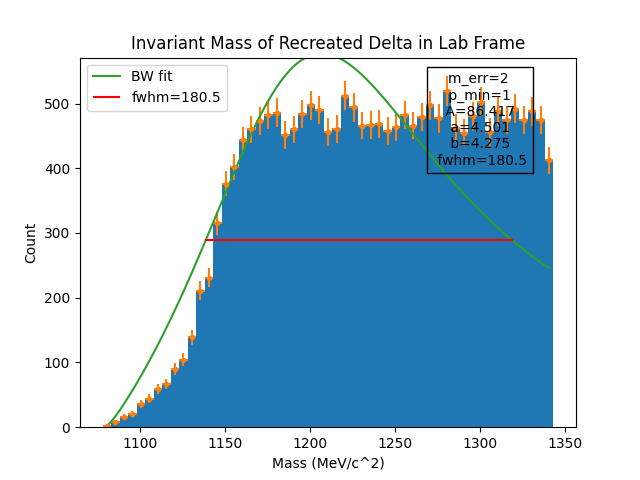 Invariant Mass of Recreated Delta in Lab Frame
BW fit
fwhm=180.5
m_err=2
p_min=1
A=86.417
a=4.501
b=4.275
fwhm=180.5
Count
500
400
300
200
100
0
1100
1150
1200
1250
1300
1350
Mass (MeV/c^2)